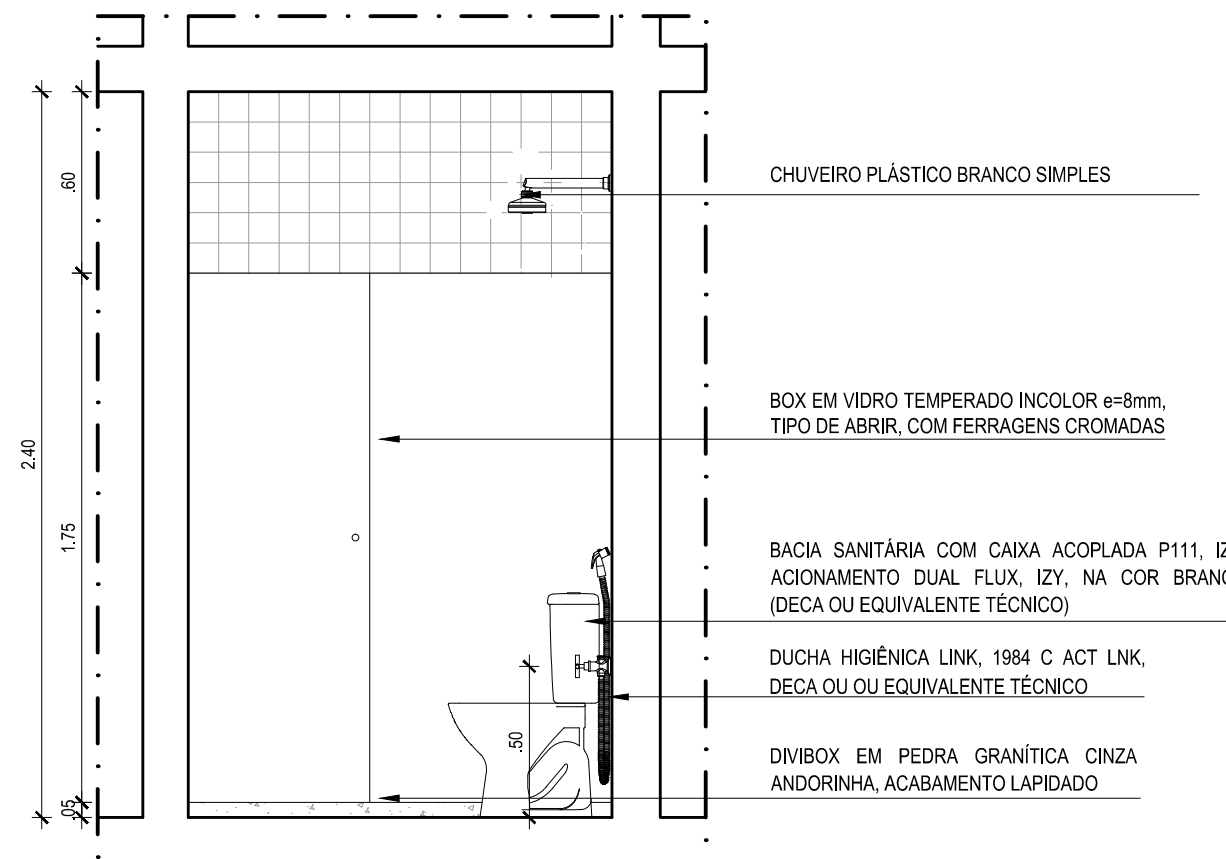 .60
2.40
1.75
.05
.50
CHUVEIRO PLÁSTICO BRANCO SIMPLES
BOX EM VIDRO TEMPERADO INCOLOR e=8mm,
TIPO DE ABRIR, COM FERRAGENS CROMADAS
BACIA SANITÁRIA COM CAIXA ACOPLADA P111,
ACIONAMENTO DUAL FLUX, IZY, NA COR
(DECA OU EQUIVALENTE TÉCNICO)
DUCHA HIGIÊNICA LINK, 1984 C ACT LNK,
DECA OU OU EQUIVALENTE TÉCNICO
DIVIBOX EM PEDRA GRANÍTICA CINZA
ANDORINHA, ACABAMENTO LAPIDADO